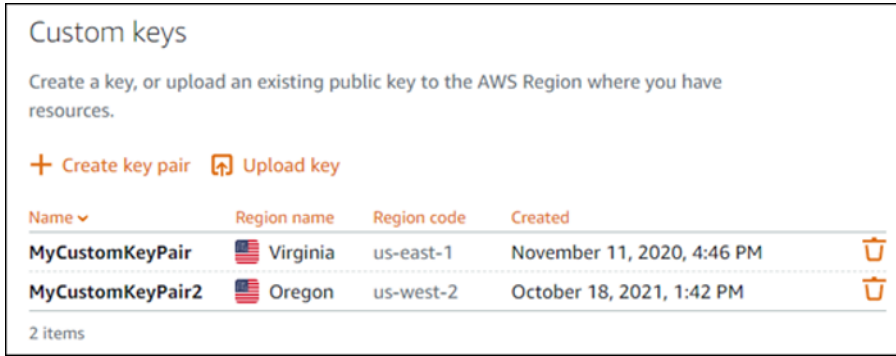 Custom keys
Create a key, or upload an existing public key to the AWS Region where you have
resources.
Create key pair Upload key
Name Region name Region code Created
MyCustomKeyPair Virginia us-east-1 November 11, 2020, 4:46 PM
MyCustomKeyPair2 Oregon us-west-2 October 18, 2021, 1:42 PM
2 items